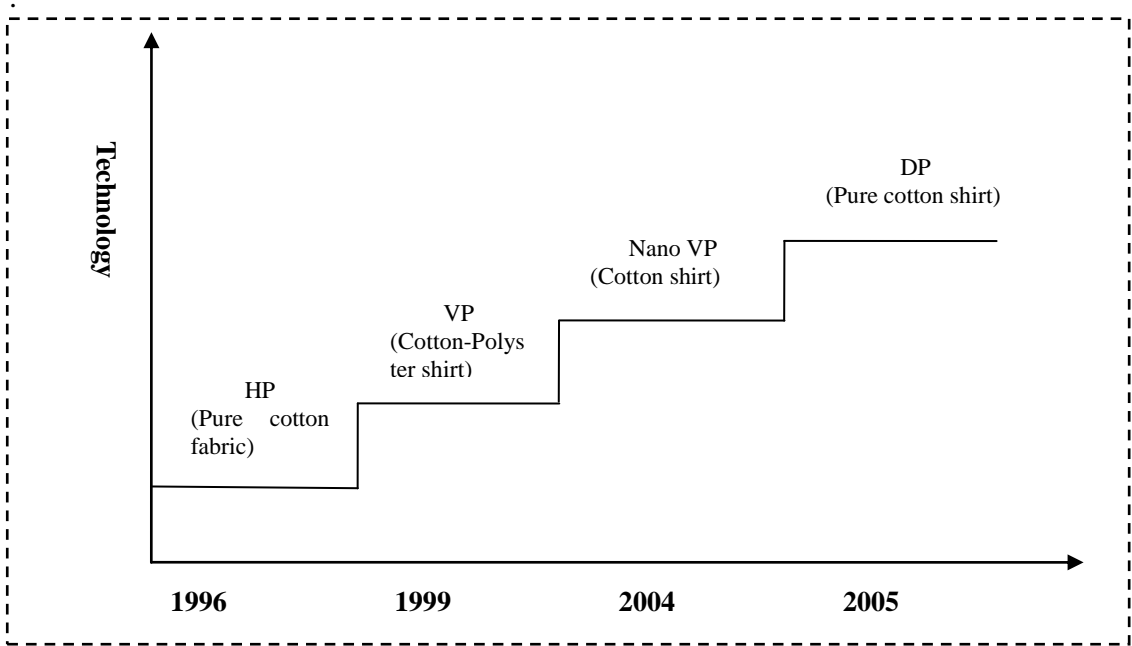 Technology
DP
(Pure cotton shirt)
Nano VP
(Cotton shirt)
VP
(Cotton-Polys
ter shirt)
HP
(Pure cotton
fabric)
1996 1999 2004 2005